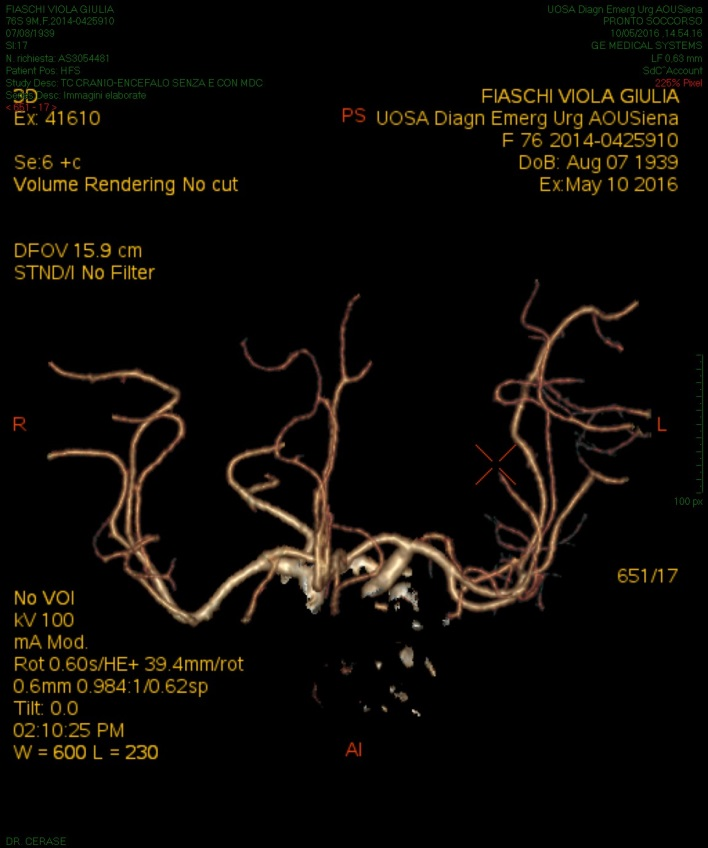 FIASCHI VIOLA GIULIA
76S 9M,F,2014-0425910
07/08/1939
SI:17
N. richiesta: AS3054481
Patient Pos: HFS
Study Desc: TC CRANIO-ENCEFALO SENZA E CON MDC
Series Desc: Immagini elaborate
< 651 - 17 >
UOSA Diagn Emerg Urg AOUSiena
PRONTO SOCCORSO
10/05/2016 ,14:54:16
GE MEDICAL SYSTEMS
LF 0.63 mm
SdC^Account
225% Pixel
3D
Ex: 41610
Se:6 +c
Volume Rendering No cut
DFOV 15.9 cm
STND/I No Filter
PS
FIASCHI VIOLA GIULIA
UOSA Diagn Emerg Urg AOUSiena
F 76 2014-0425910
DoB: Aug 07 1939
Ex:May 10 2016
R
L
100 px
651/17
No VOI
kV 100
mA Mod.
Rot 0.60s/HE+ 39.4mm/rot
0.6mm 0.984:1/0.62sp
Tilt: 0.0
02:10:25 PM
W = 600 L = 230
AI
DR. CERASE